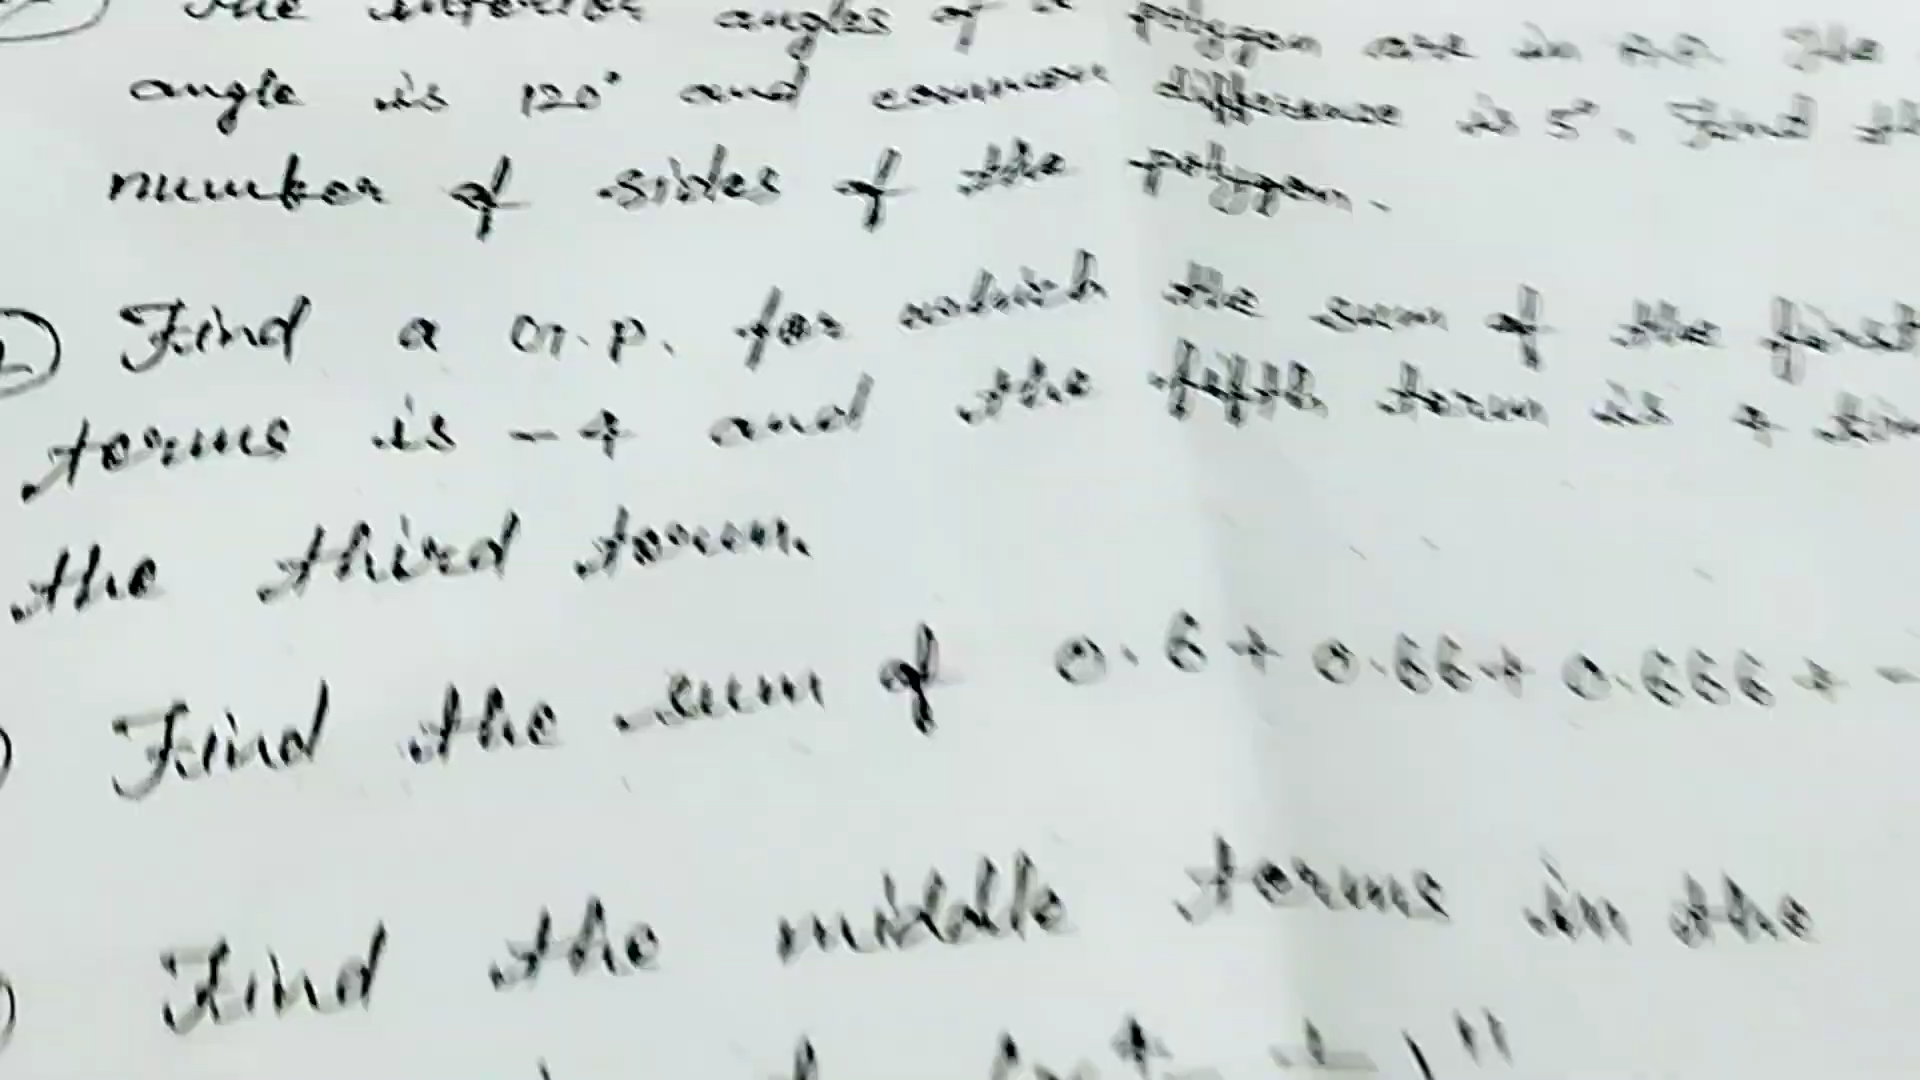 The interior angles of a polygon are in A.P. The
angle is 120° and common difference is 5°. Find the
number of sides of the polygon.
Find a G.P. for which the sum of the first
terms is -4 and the fifth term is 4
the third term.
Find the sum of 0.6 + 0.66 + 0.666 + -
Find the middle terms in the